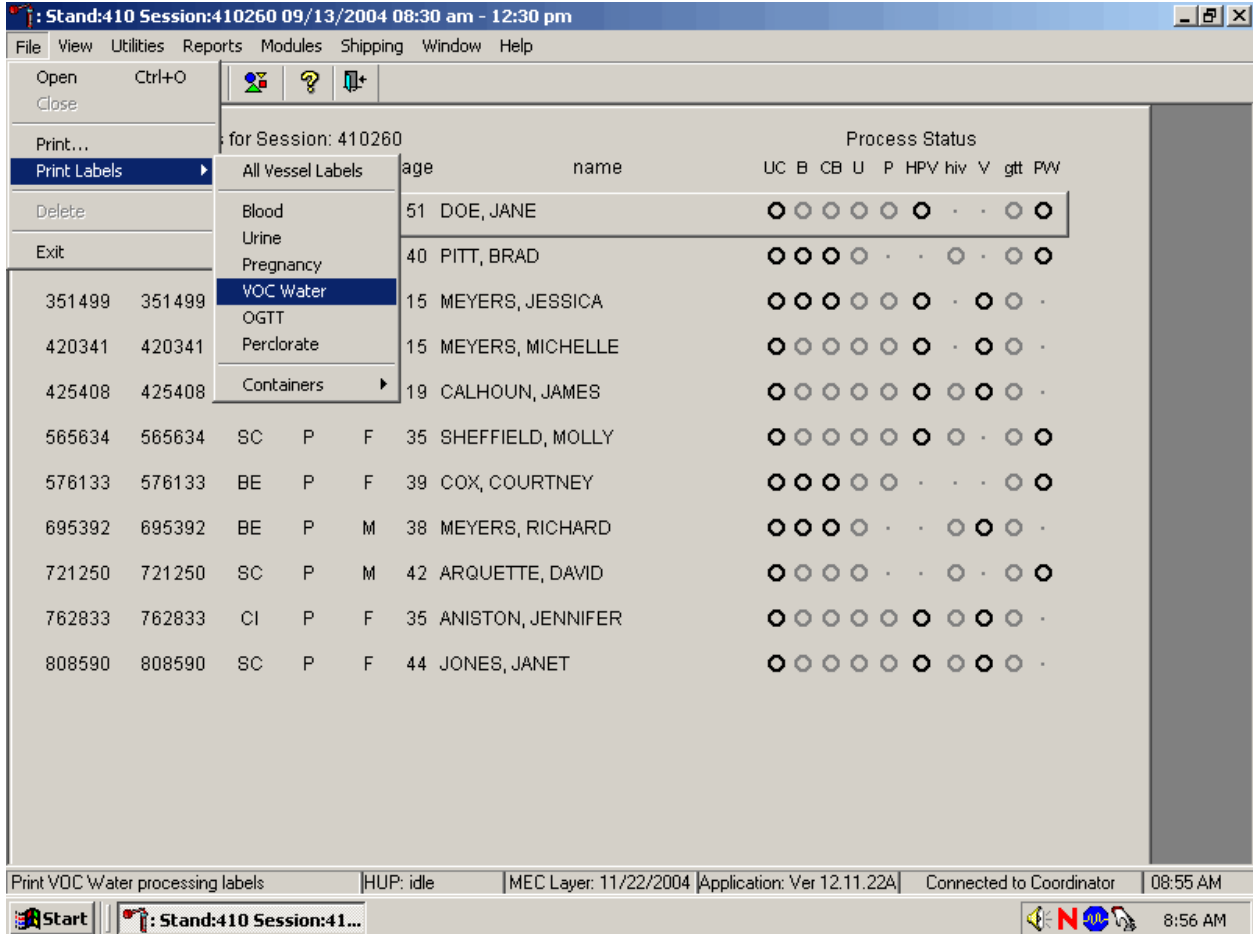 : Stand:410 Session:410260 09/13/2004 08:30 am - 12:30 pm
File View Utilities Reports Modules Shipping Window Help
Open Ctrl+O
Close
Print...
Print Labels
Delete
Exit
All Vessel Labels
Blood
Urine
Pregnancy
VOC Water
OGTT
Perclorate
Containers
for Session: 410260 Process Status
age name UC B CB U P HPV hiv V gtt PW
51 DOE, JANE
40 PITT, BRAD
351499 351499 15 MEYERS, JESSICA
420341 420341 15 MEYERS, MICHELLE
425408 425408 19 CALHOUN, JAMES
565634 565634 SC P F 35 SHEFFIELD, MOLLY
576133 576133 BE P F 39 COX, COURTNEY
695392 695392 BE P M 38 MEYERS, RICHARD
721250 721250 SC P M 42 ARQUETTE, DAVID
762833 762833 CI P F 35 ANISTON, JENNIFER
808590 808590 SC P F 44 JONES, JANET
Print VOC Water processing labels HUP: idle MEC Layer: 11/22/2004 Application: Ver 12.11.22A Connected to Coordinator 08:55 AM
Start : Stand:410 Session:41... N 8:56 AM